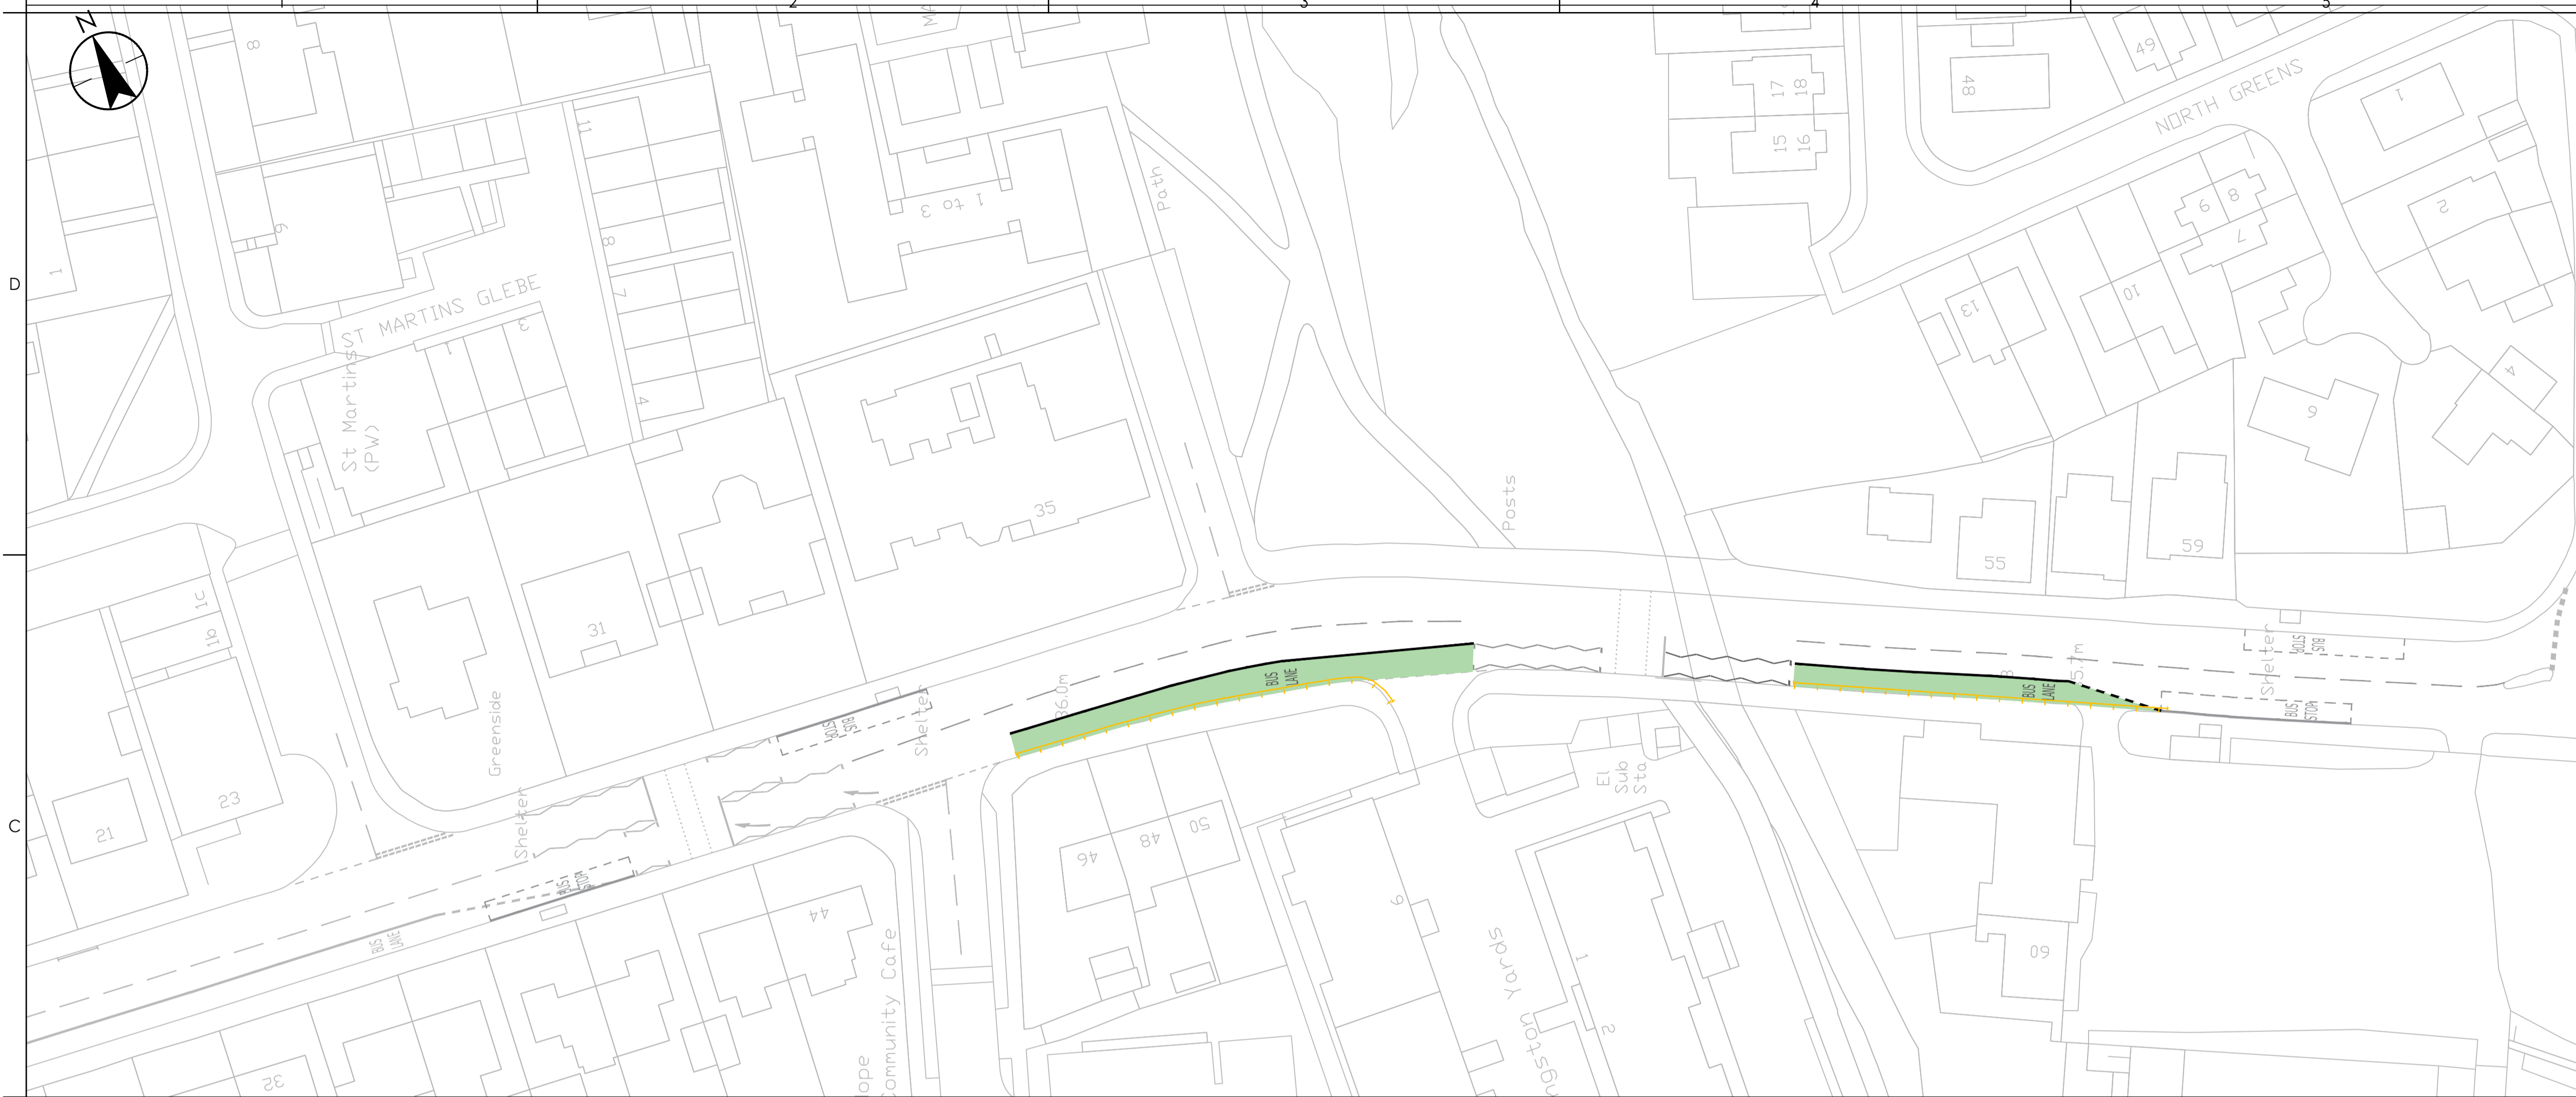 1
2
3
4
5
N
8
49
17
18
48
NORTH GREENS
1
11
15
16
1 to 3
Path
9
8
2
6
8
7
D
1
ST MARTINS GLEBE
7
10
13
3
1
St Martins
(PW)
4
4
9
35
Posts
59
55
1c
31
1b
BUS
STOP
Shelter
BUS
LANE
36.0m
BUS
LANE
Greenside
BUS
STOP
Shelter
BUS
STOP
El
Sub
Sta
23
C
21
Shelter
50
48
46
BUS
STOP
44
9
BUS
LANE
Community Cafe
60
1
2
32